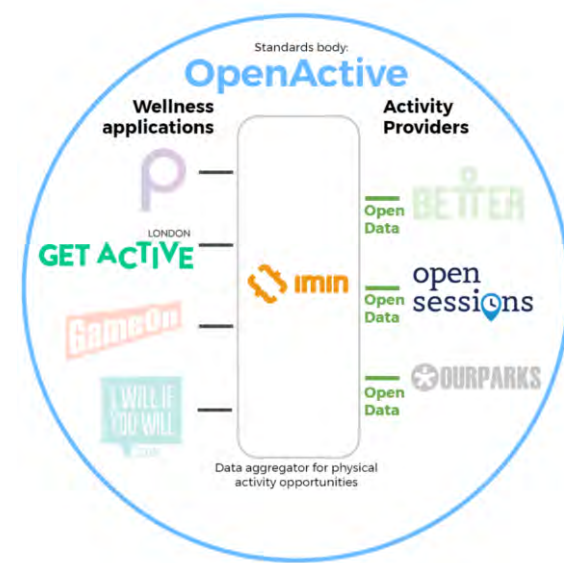 Standards body:
OpenActive
Wellness
applications
Activity
Providers
P
LONDON
GET ACTIVE
GameOn
I WILL IF
YOU WILL
imin
BETTER
Open
Data
open
sessions
Open
Data
OURPARKS
Open
Data
Data aggregator for physical
activity opportunities